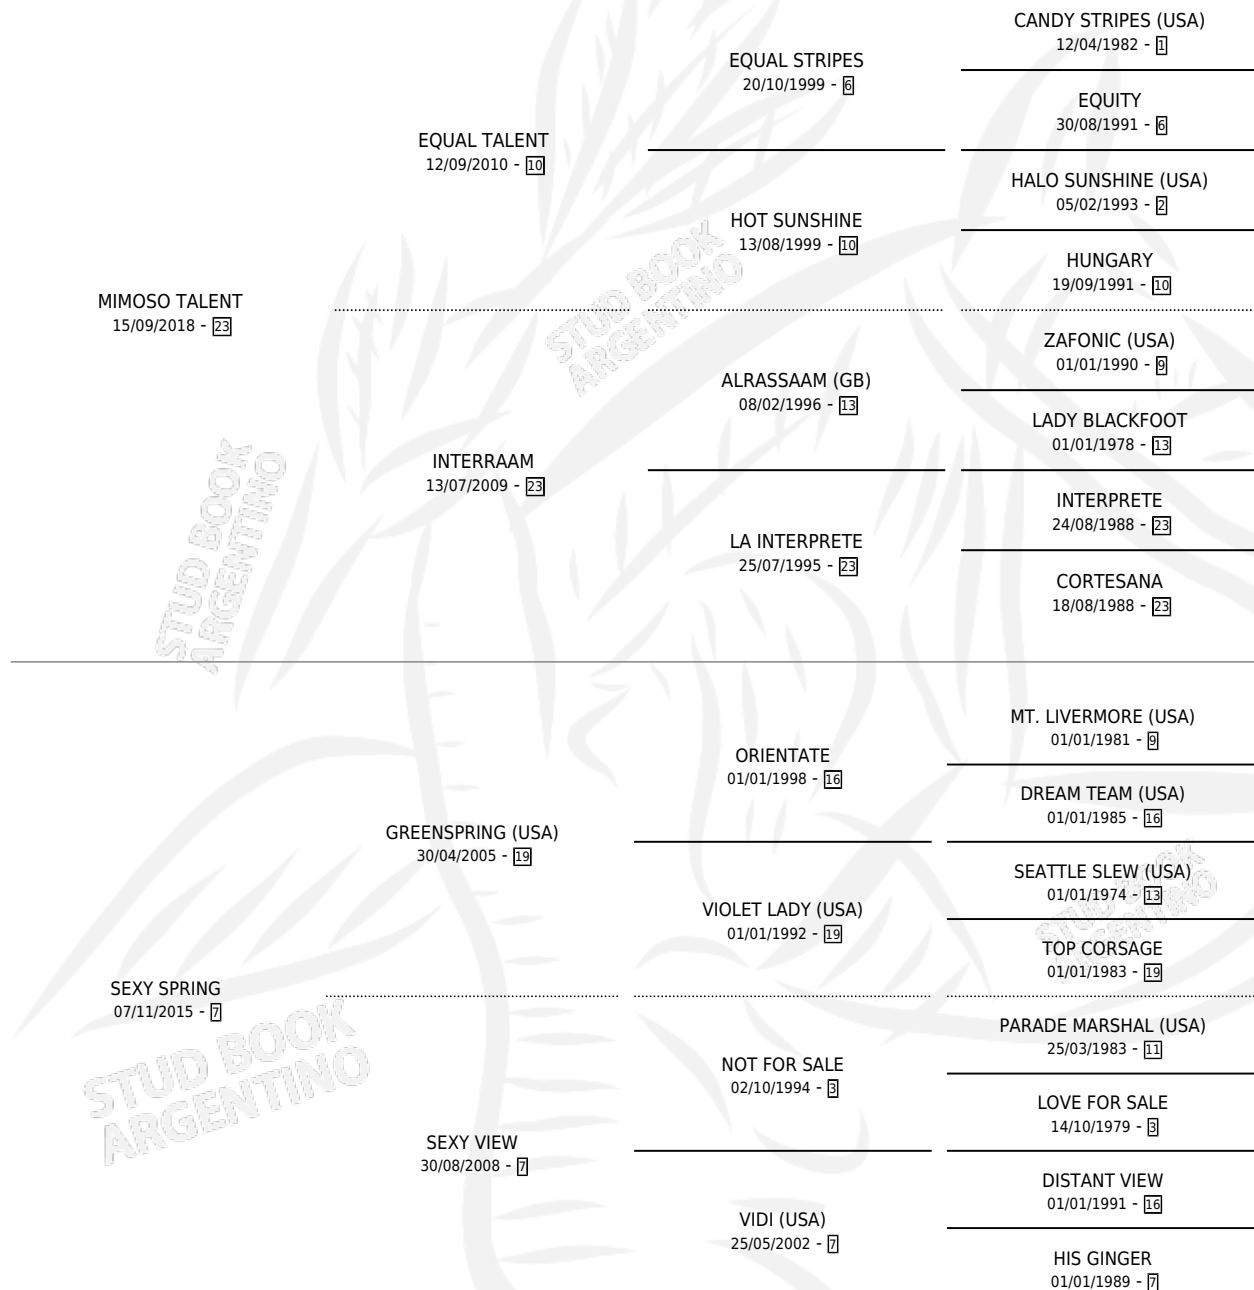 CANDY STRIPES (USA)
12/04/1982 - 1
EQUAL STRIPES
20/10/1999 - 6
EQUITY
30/08/1991 - 6
EQUAL TALENT
12/09/2010 - 10
HALO SUNSHINE (USA)
05/02/1993 - 2
HOT SUNSHINE
13/08/1999 - 10
HUNGARY
19/09/1991 - 10
MIMOSO TALENT
15/09/2018 - 23
ZAFONIC (USA)
01/01/1990 - 9
ALRASSAAM (GB)
08/02/1996 - 13
LADY BLACKFOOT
01/01/1978 - 13
INTERRAAM
13/07/2009 - 23
INTERPRETE
24/08/1988 - 23
LA INTERPRETE
25/07/1995 - 23
CORTESANA
18/08/1988 - 23
MT. LIVERMORE (USA)
01/01/1981 - 9
ORIENTATE
01/01/1998 - 16
DREAM TEAM (USA)
01/01/1985 - 16
GREENSPRING (USA)
30/04/2005 - 19
SEATTLE SLEW (USA)
01/01/1974 - 13
VIOLET LADY (USA)
01/01/1992 - 19
TOP CORSAGE
01/01/1983 - 19
SEXY SPRING
07/11/2015 - 7
PARADE MARSHAL (USA)
25/03/1983 - 11
NOT FOR SALE
02/10/1994 - 3
LOVE FOR SALE
14/10/1979 - 3
SEXY VIEW
30/08/2008 - 7
DISTANT VIEW
01/01/1991 - 16
VIDI (USA)
25/05/2002 - 7
HIS GINGER
01/01/1989 - 7
STUD BOOK
ARGENTINO
STUD BOOK
ARGENTINO
STUD BOOK
ARGENTINO
STUD BOOK
ARGENTINO